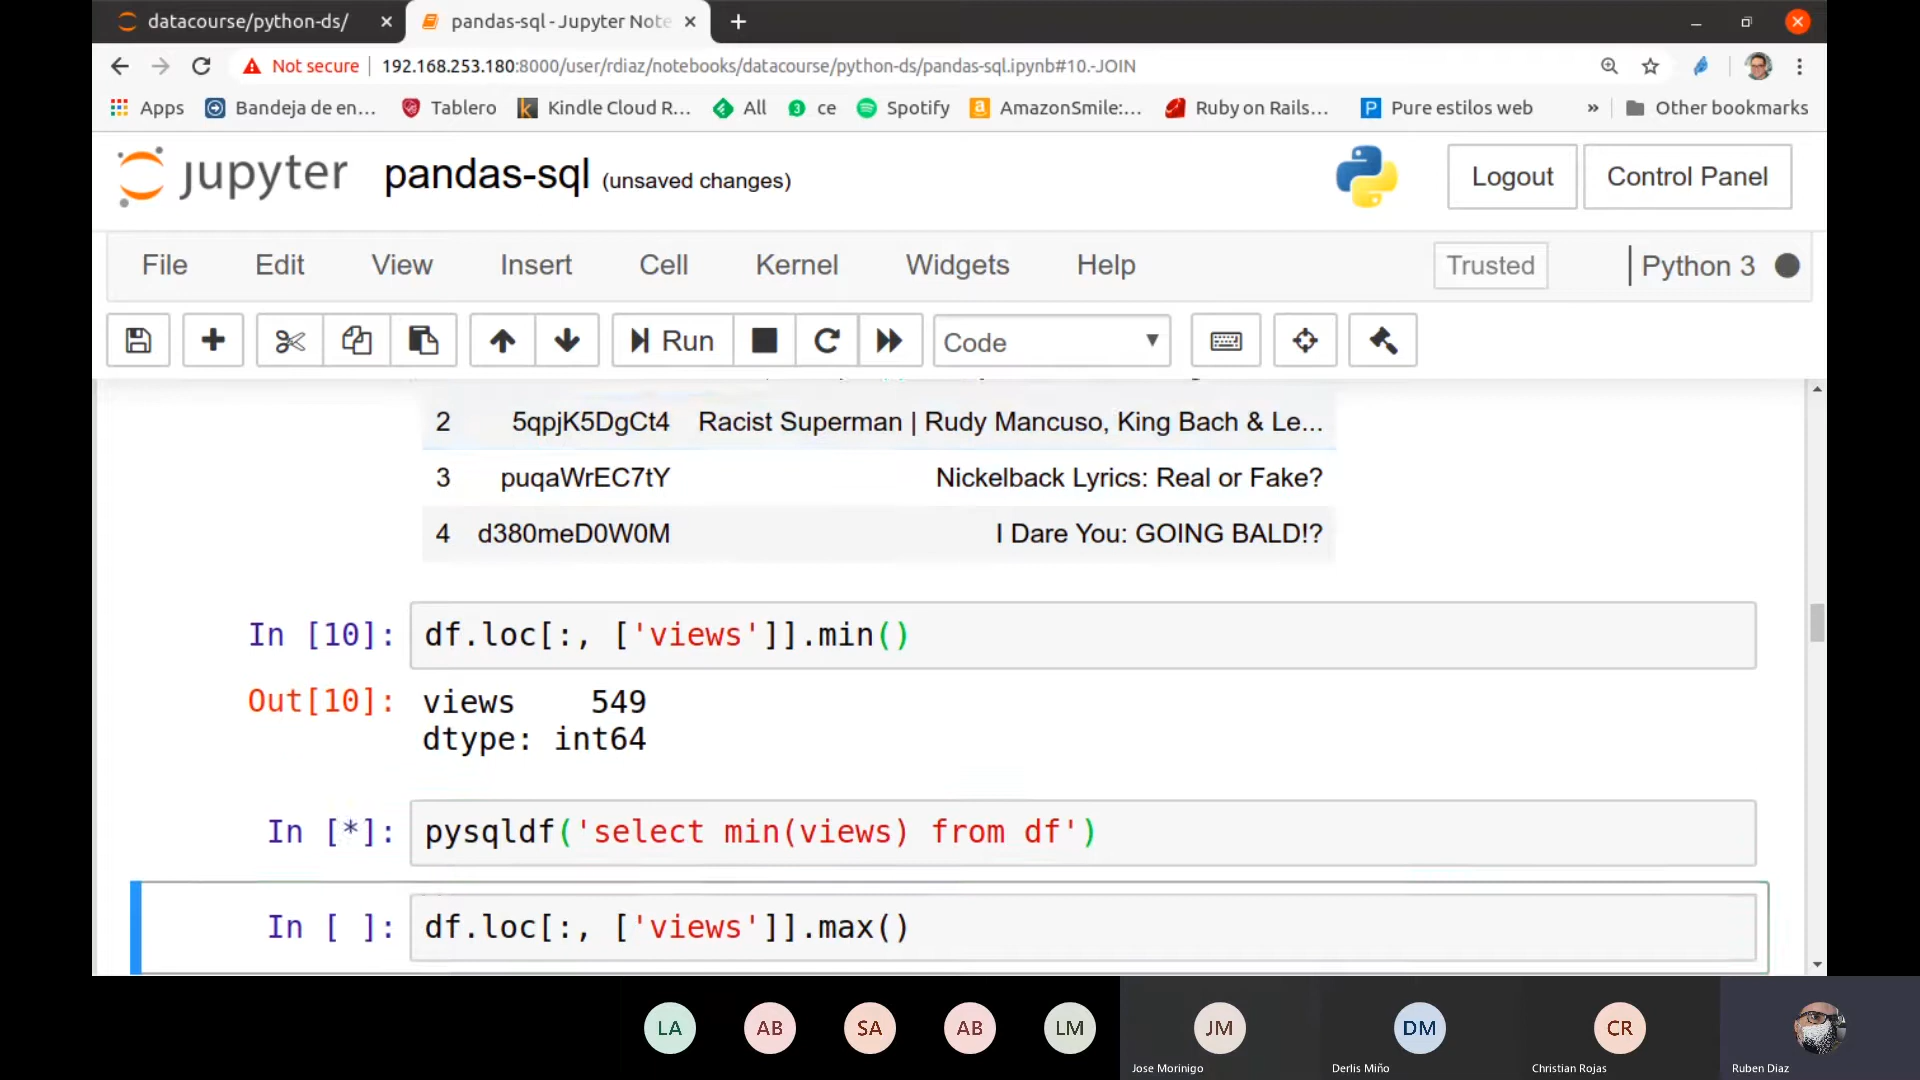 datacourse/python-ds/
pandas-sql - Jupyter Note
Not secure 192.168.253.180:8000/user/rdiaz/notebooks/datacourse/python-ds/pandas-sql.ipynb#10.-JOIN
Apps Bandeja de en... Tablero Kindle Cloud R... All ce Spotify AmazonSmile:... Ruby on Rails... Pure estilos web » Other bookmarks
jupyter pandas-sql (unsaved changes) Logout Control Panel
File Edit View Insert Cell Kernel Widgets Help Trusted Python 3
Run Code
2 5qpjK5DgCt4 Racist Superman | Rudy Mancuso, King Bach & Le...
3 puqaWrEC7tY Nickelback Lyrics: Real or Fake?
4 d380meD0W0M I Dare You: GOING BALD!?
In [10]: df.loc[:, ['views']].min()
Out[10]: views 549
dtype: int64
In [*]: pysqldf('select min(views) from df')
In [ ]: df.loc[:, ['views']].max()
LA AB SA AB LM JM DM CR
Jose Morinigo Derlis Miño Christian Rojas Ruben Diaz